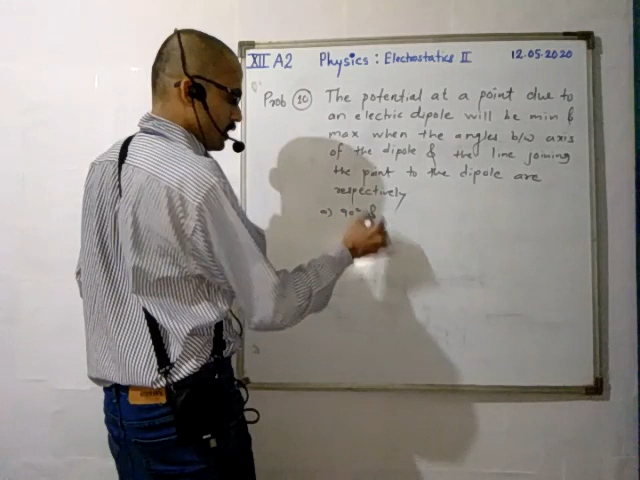 XII A2 Physics : Electrostatics II 12.05.2020
Prob 10 The potential at a point due to
an electric dipole will be min &
max when the angles b/w axis
of the dipole & the line joining
the point to the dipole are
respectively
a) 90° &